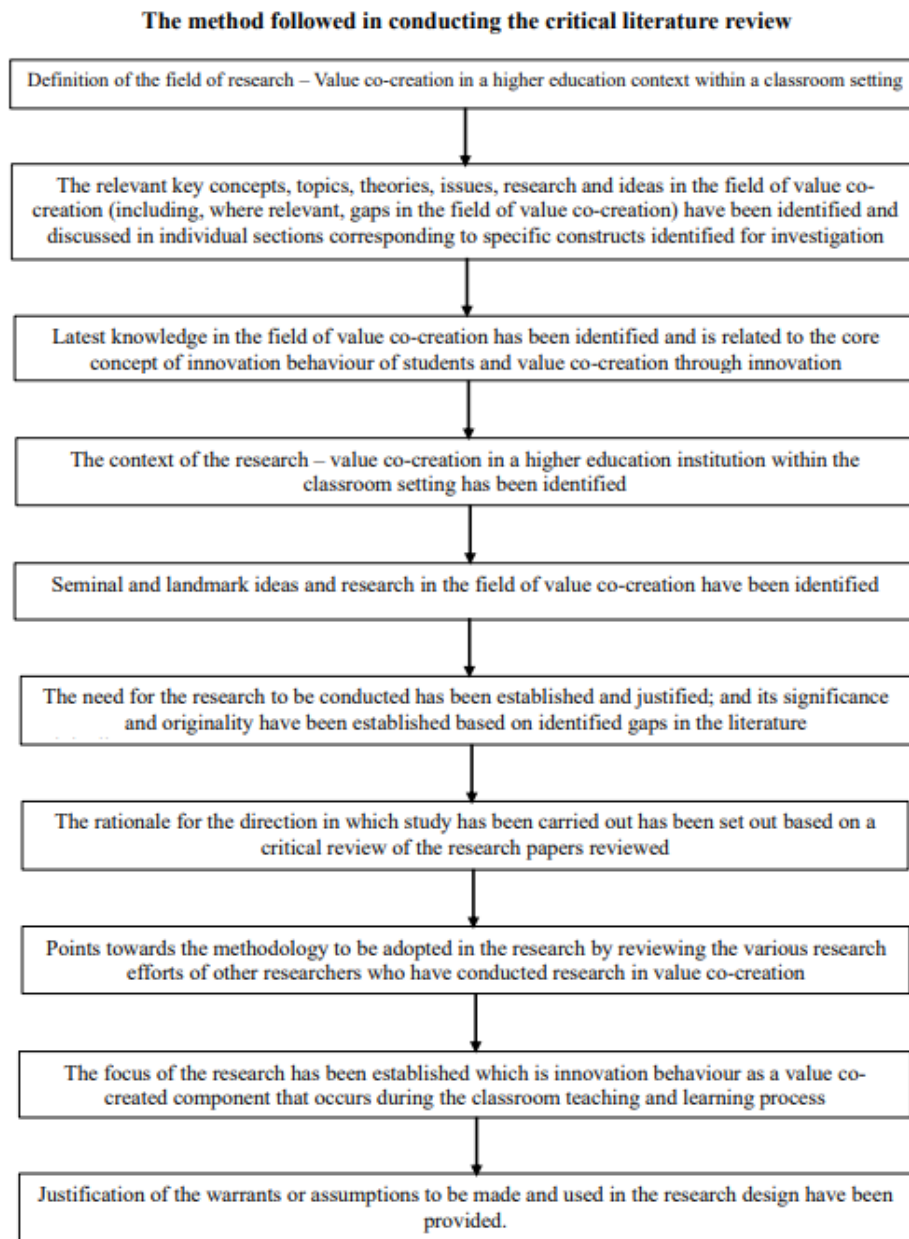 The method followed in conducting the critical literature review
Definition of the field of research – Value co-creation in a higher education context within a classroom setting
The relevant key concepts, topics, theories, issues, research and ideas in the field of value co-
creation (including, where relevant, gaps in the field of value co-creation) have been identified and
discussed in individual sections corresponding to specific constructs identified for investigation
Latest knowledge in the field of value co-creation has been identified and is related to the core
concept of innovation behaviour of students and value co-creation through innovation
The context of the research – value co-creation in a higher education institution within the
classroom setting has been identified
Seminal and landmark ideas and research in the field of value co-creation have been identified
The need for the research to be conducted has been established and justified; and its significance
and originality have been established based on identified gaps in the literature
The rationale for the direction in which study has been carried out has been set out based on a
critical review of the research papers reviewed
Points towards the methodology to be adopted in the research by reviewing the various research
efforts of other researchers who have conducted research in value co-creation
The focus of the research has been established which is innovation behaviour as a value co-
created component that occurs during the classroom teaching and learning process
Justification of the warrants or assumptions to be made and used in the research design have been
provided.